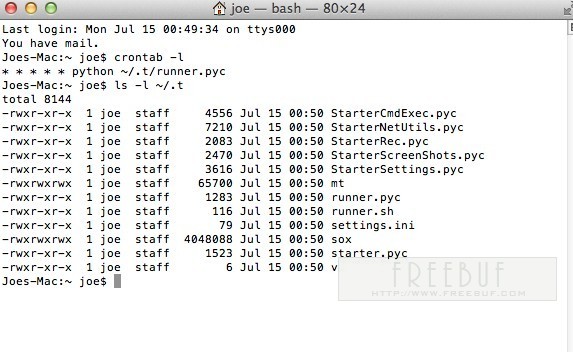 joe — bash — 80×24
Last login: Mon Jul 15 00:49:34 on ttys000
You have mail.
Joes-Mac:~ joe$ crontab -l
* * * * * python ~/.t/runner.pyc
Joes-Mac:~ joe$ ls -l ~/.t
total 8144
-rwxr-xr-x  1 joe  staff     4556 Jul 15 00:50 StarterCmdExec.pyc
-rwxr-xr-x  1 joe  staff     7210 Jul 15 00:50 StarterNetUtils.pyc
-rwxr-xr-x  1 joe  staff     2083 Jul 15 00:50 StarterRec.pyc
-rwxr-xr-x  1 joe  staff     2470 Jul 15 00:50 StarterScreenShots.pyc
-rwxr-xr-x  1 joe  staff     3616 Jul 15 00:50 StarterSettings.pyc
-rwxrwxrwx  1 joe  staff    65700 Jul 15 00:50 mt
-rwxr-xr-x  1 joe  staff     1283 Jul 15 00:50 runner.pyc
-rwxr-xr-x  1 joe  staff      116 Jul 15 00:50 runner.sh
-rwxr-xr-x  1 joe  staff       79 Jul 15 00:50 settings.ini
-rwxrwxrwx  1 joe  staff  4048088 Jul 15 00:50 sox
-rwxr-xr-x  1 joe  staff     1523 Jul 15 00:50 starter.pyc
-rwxr-xr-x  1 joe  staff        6 Jul 15 00:50 v
Joes-Mac:~ joe$
FREEBUF
HTTP://WWW.FREEBUF.COM